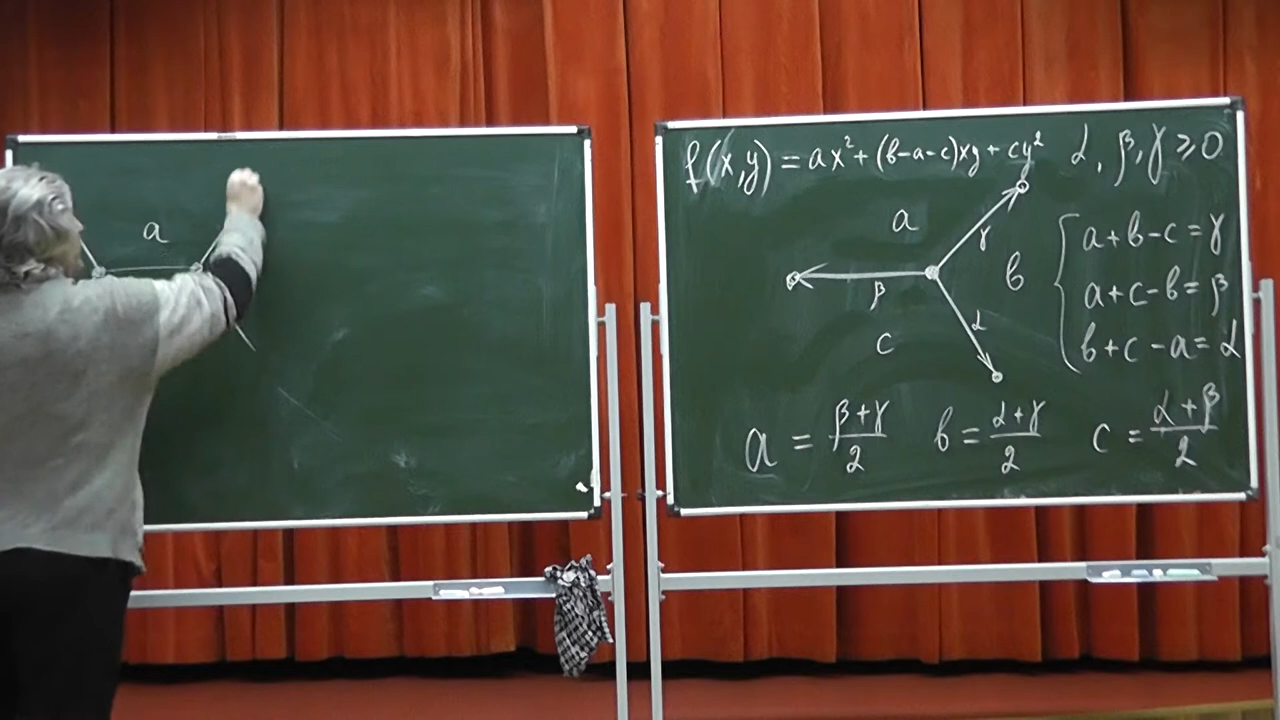 a
f(x,y) = ax² + (b-a-c)xy + cy² α, β, γ ≥ 0
a
γ
b
β
α
c
a+b-c = γ
a+c-b = β
b+c-a = α
a = (β+γ)/2 b = (α+γ)/2 c = (α+β)/2